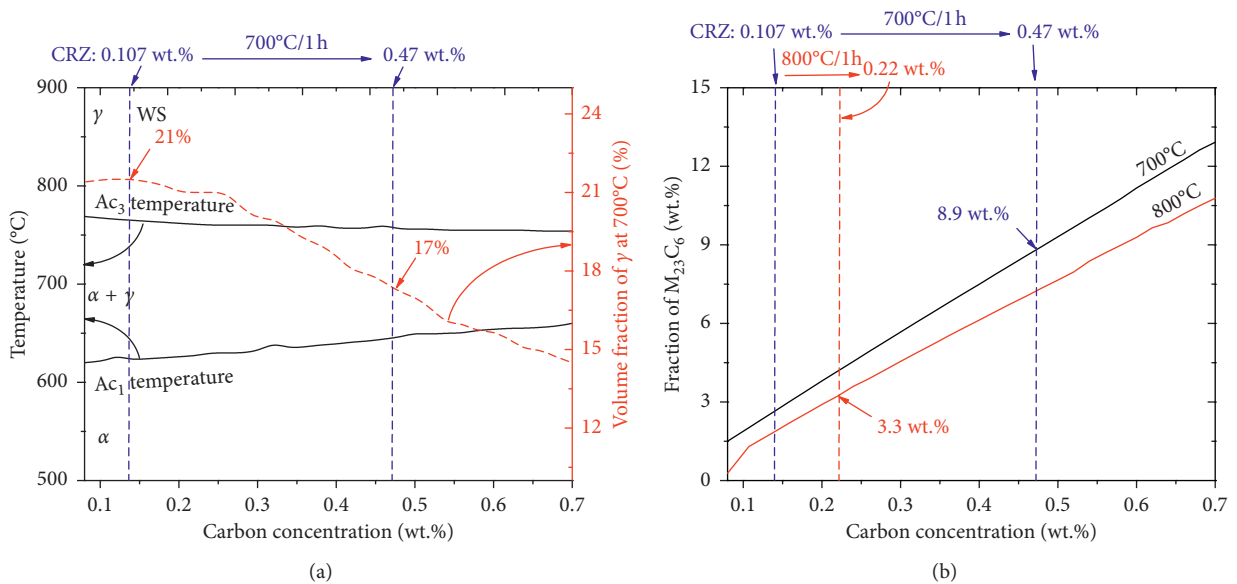 700°C/1h
CRZ: 0.107 wt.% 0.47 wt.%
900
800
700
600
500
Temperature (°C)
γ
WS
21%
Ac3 temperature
α + γ
17%
Ac1 temperature
α
24
21
18
15
12
Volume fraction of γ at 700°C (%)
0.1 0.2 0.3 0.4 0.5 0.6 0.7
Carbon concentration (wt.%)
(a)
700°C/1h
CRZ: 0.107 wt.% 0.47 wt.%
800°C/1h
0.22 wt.%
15
12
9
6
3
0
Fraction of M23C6 (wt.%)
700°C
800°C
8.9 wt.%
3.3 wt.%
0.1 0.2 0.3 0.4 0.5 0.6 0.7
Carbon concentration (wt.%)
(b)